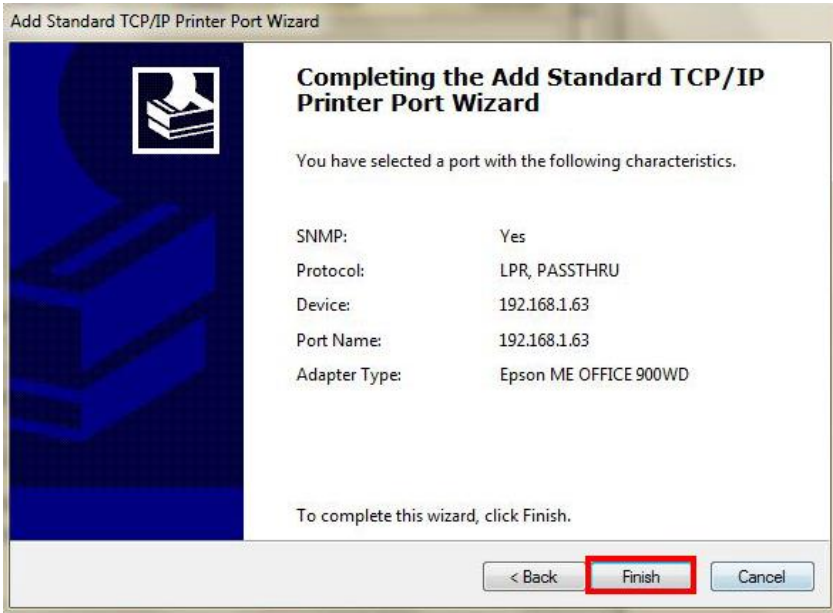 Add Standard TCP/IP Printer Port Wizard
Completing the Add Standard TCP/IP
Printer Port Wizard
You have selected a port with the following characteristics.
SNMP: Yes
Protocol: LPR, PASSTHRU
Device: 192.168.1.63
Port Name: 192.168.1.63
Adapter Type: Epson ME OFFICE 900WD
To complete this wizard, click Finish.
< Back Finish Cancel